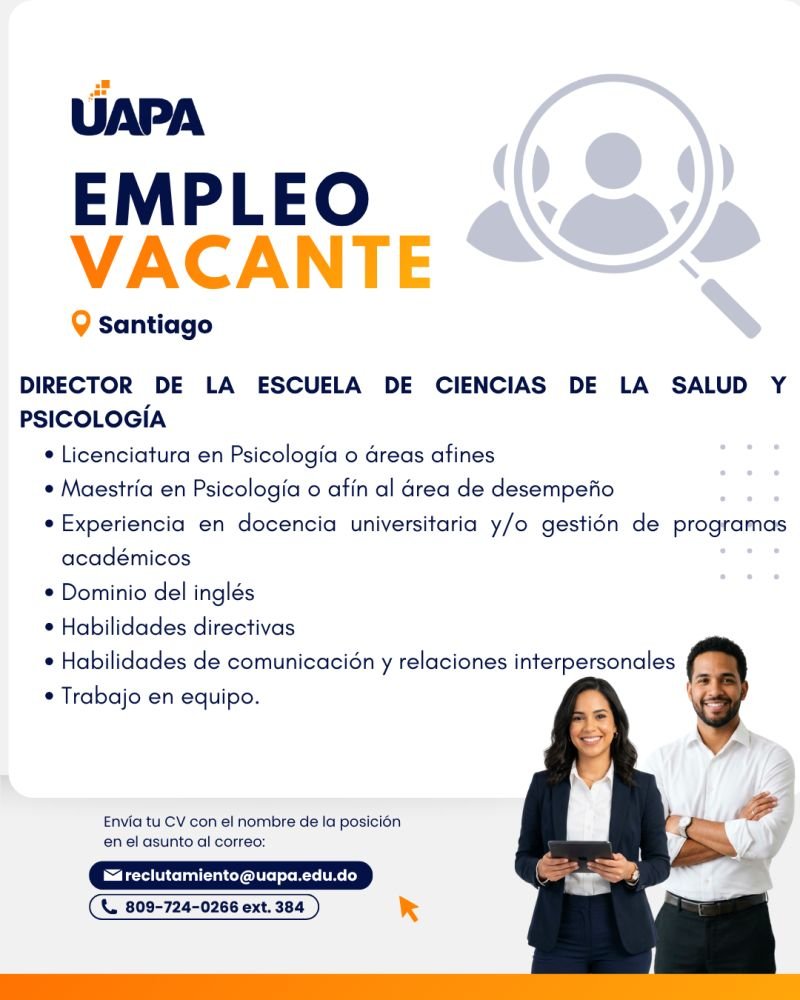 UAPA
EMPLEO
VACANTE
Santiago
DIRECTOR DE LA ESCUELA DE CIENCIAS DE LA SALUD Y
PSICOLOGÍA
• Licenciatura en Psicología o áreas afines
• Maestría en Psicología o afín al área de desempeño
• Experiencia en docencia universitaria y/o gestión de programas
académicos
• Dominio del inglés
• Habilidades directivas
• Habilidades de comunicación y relaciones interpersonales
• Trabajo en equipo.
Envía tu CV con el nombre de la posición
en el asunto al correo:
reclutamiento@uapa.edu.do
809-724-0266 ext. 384